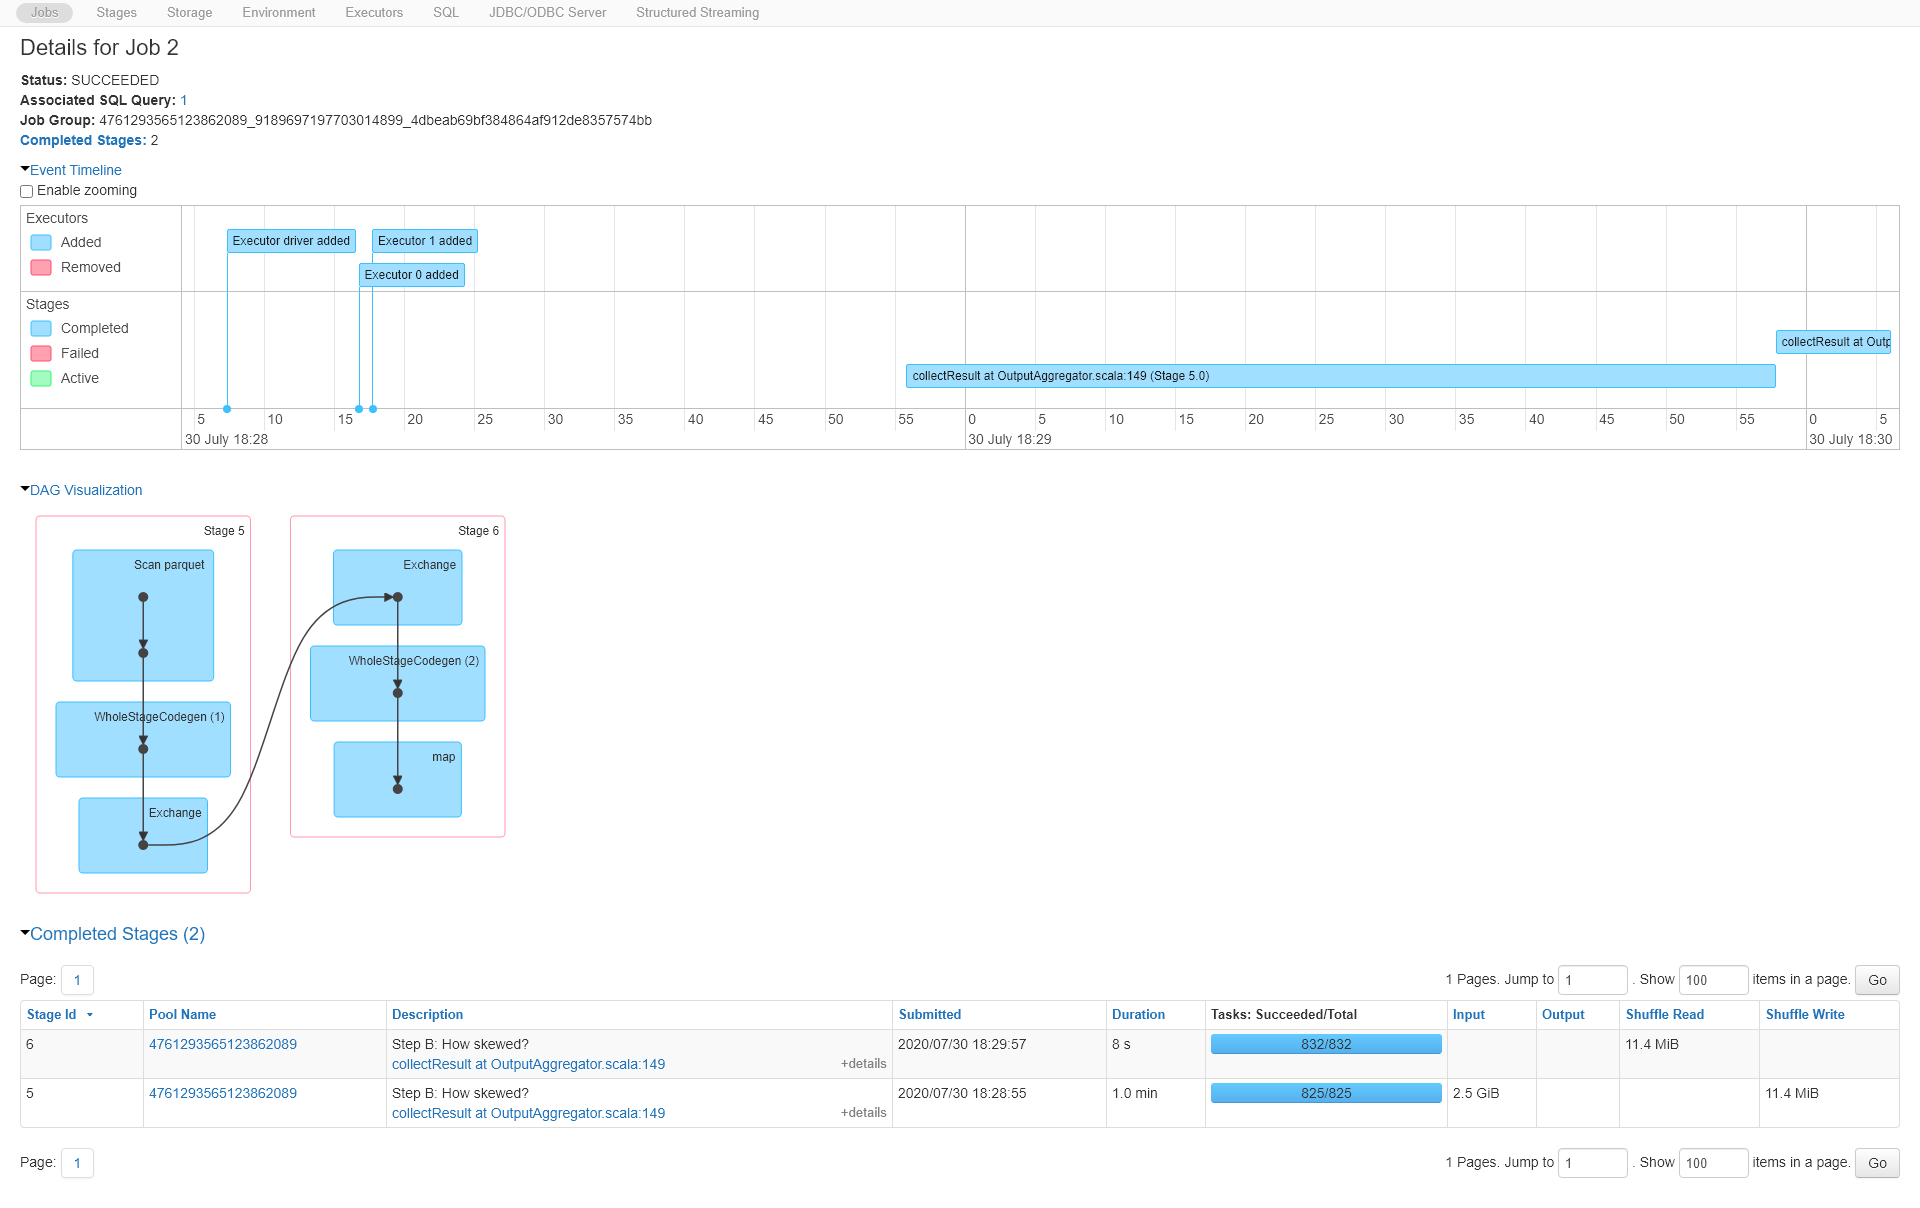 Jobs Stages Storage Environment Executors SQL JDBC/ODBC Server Structured Streaming
Details for Job 2
Status: SUCCEEDED
Associated SQL Query: 1
Job Group: 4761293565123862089_9189697197703014899_4dbeab69bf384864af912de8357574bb
Completed Stages: 2
Event Timeline
Enable zooming
Executors
Added
Removed
Executor driver added
Executor 1 added
Executor 0 added
Stages
Completed
Failed
Active
collectResult at Outp
collectResult at OutputAggregator.scala:149 (Stage 5.0)
5 10 15 20 25 30 35 40 45 50 55 0 5 10 15 20 25 30 35 40 45 50 55 0 5
30 July 18:28 30 July 18:29 30 July 18:30
DAG Visualization
Stage 5
Scan parquet
WholeStageCodegen (1)
Exchange
Stage 6
Exchange
WholeStageCodegen (2)
map
Completed Stages (2)
Page: 1 1 Pages. Jump to 1 . Show 100 items in a page. Go
Stage Id Pool Name Description Submitted Duration Tasks: Succeeded/Total Input Output Shuffle Read Shuffle Write
6 4761293565123862089 Step B: How skewed? 2020/07/30 18:29:57 8 s 832/832 11.4 MiB
collectResult at OutputAggregator.scala:149 +details
5 4761293565123862089 Step B: How skewed? 2020/07/30 18:28:55 1.0 min 825/825 2.5 GiB 11.4 MiB
collectResult at OutputAggregator.scala:149 +details
Page: 1 1 Pages. Jump to 1 . Show 100 items in a page. Go